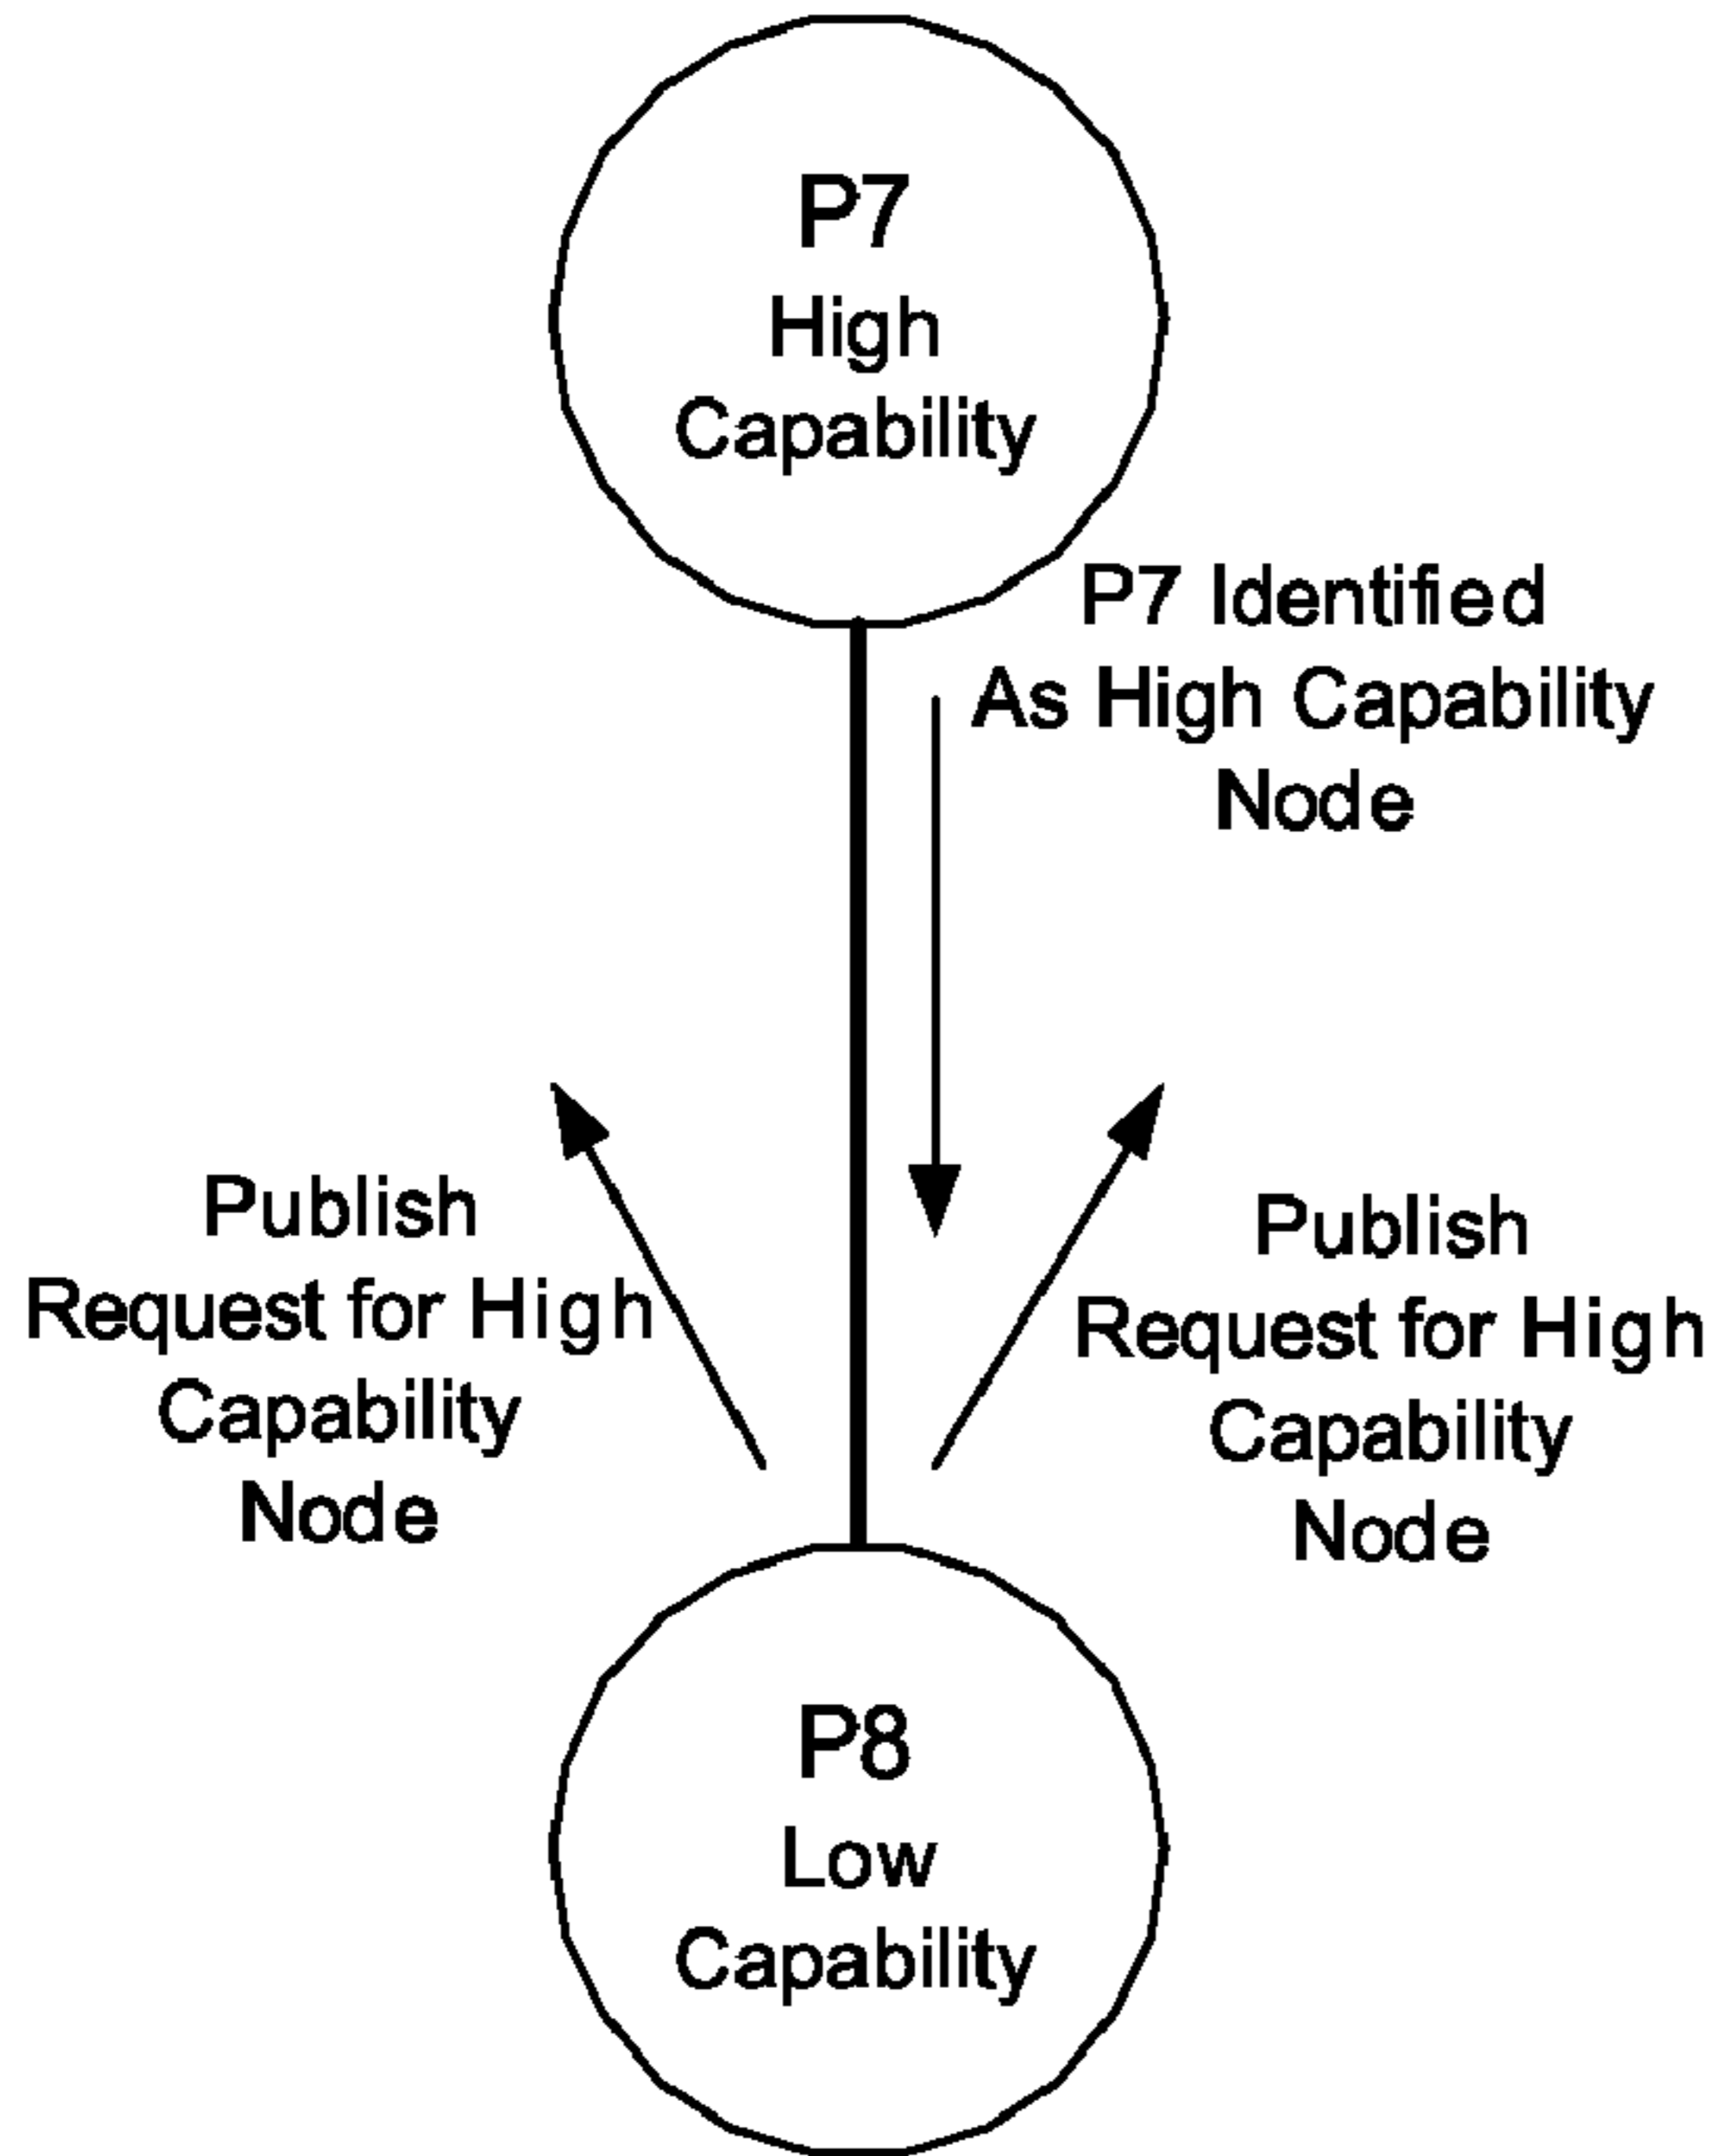 P7
High
Capability
P7 Identified
As High Capability
Node
Publish
Request for High
Capability
Node
Publish
Request for High
Capability
Node
P8
Low
Capability